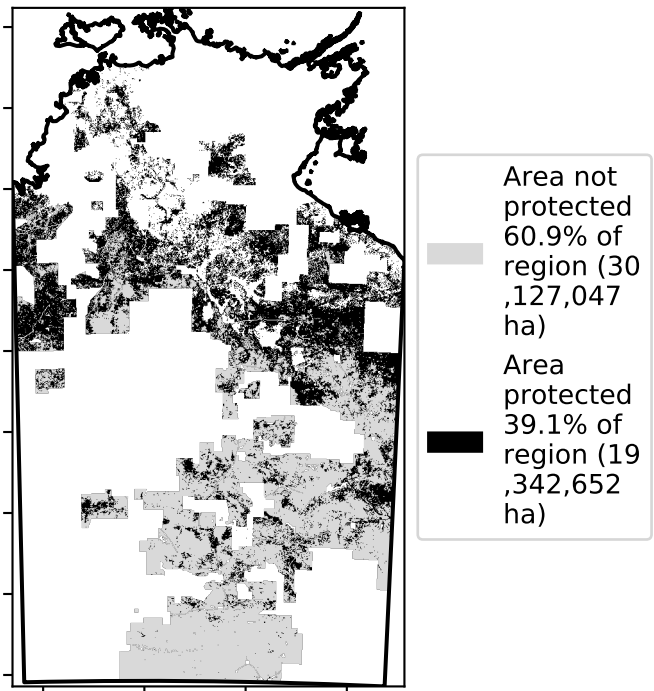 Area not
protected
60.9% of
region (30
,127,047
ha)
Area
protected
39.1% of
region (19
,342,652
ha)